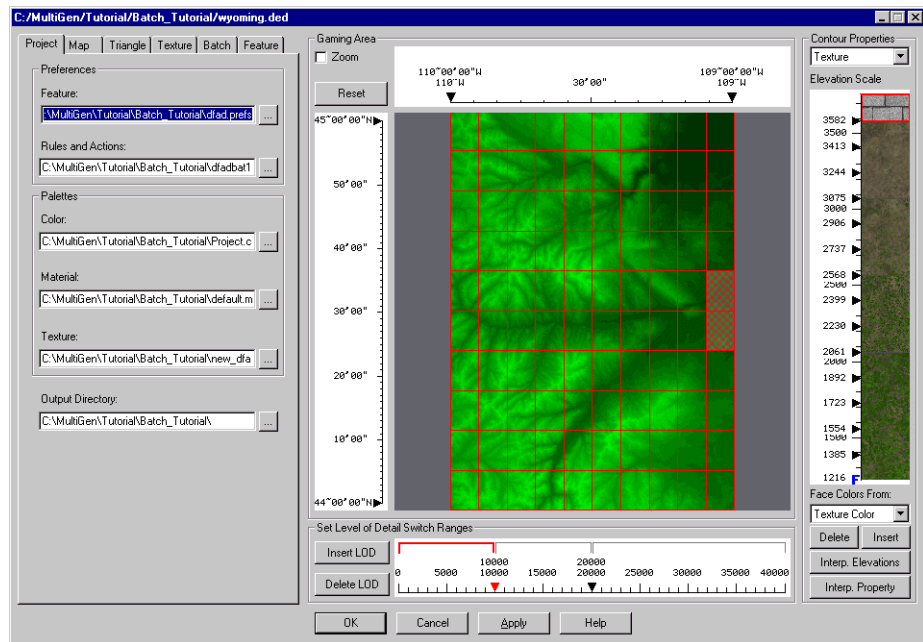 C:/MultiGen/Tutorial/Batch_Tutorial/wyoming.ded
Project Map Triangle Texture Batch Feature
Preferences
Feature:
:\MultiGen\Tutorial\Batch_Tutorial\dfad.prefs ...
Rules and Actions:
C:\MultiGen\Tutorial\Batch_Tutorial\dfadbat1 ...
Palettes
Color:
C:\MultiGen\Tutorial\Batch_Tutorial\Project.c ...
Material:
C:\MultiGen\Tutorial\Batch_Tutorial\default.m ...
Texture:
C:\MultiGen\Tutorial\Batch_Tutorial\new_dfa ...
Output Directory:
C:\MultiGen\Tutorial\Batch_Tutorial\ ...
Gaming Area
Zoom
Reset
110~00'00"W 109~00'00"W
110~W 30'00" 109~W
45~00'00"N
50'00"
40'00"
30'00"
20'00"
10'00"
44~00'00"N
Set Level of Detail Switch Ranges
Insert LOD
Delete LOD
10000 20000
0 5000 10000 15000 20000 25000 30000 35000 40000
Contour Properties
Texture
Elevation Scale
3582
3500
3413
3244
3075
3000
2906
2737
2568
2500
2399
2230
2061
2000
1892
1723
1554
1500
1385
1216 F
Face Colors From:
Texture Color
Delete Insert
Interp. Elevations
Interp. Property
OK Cancel Apply Help